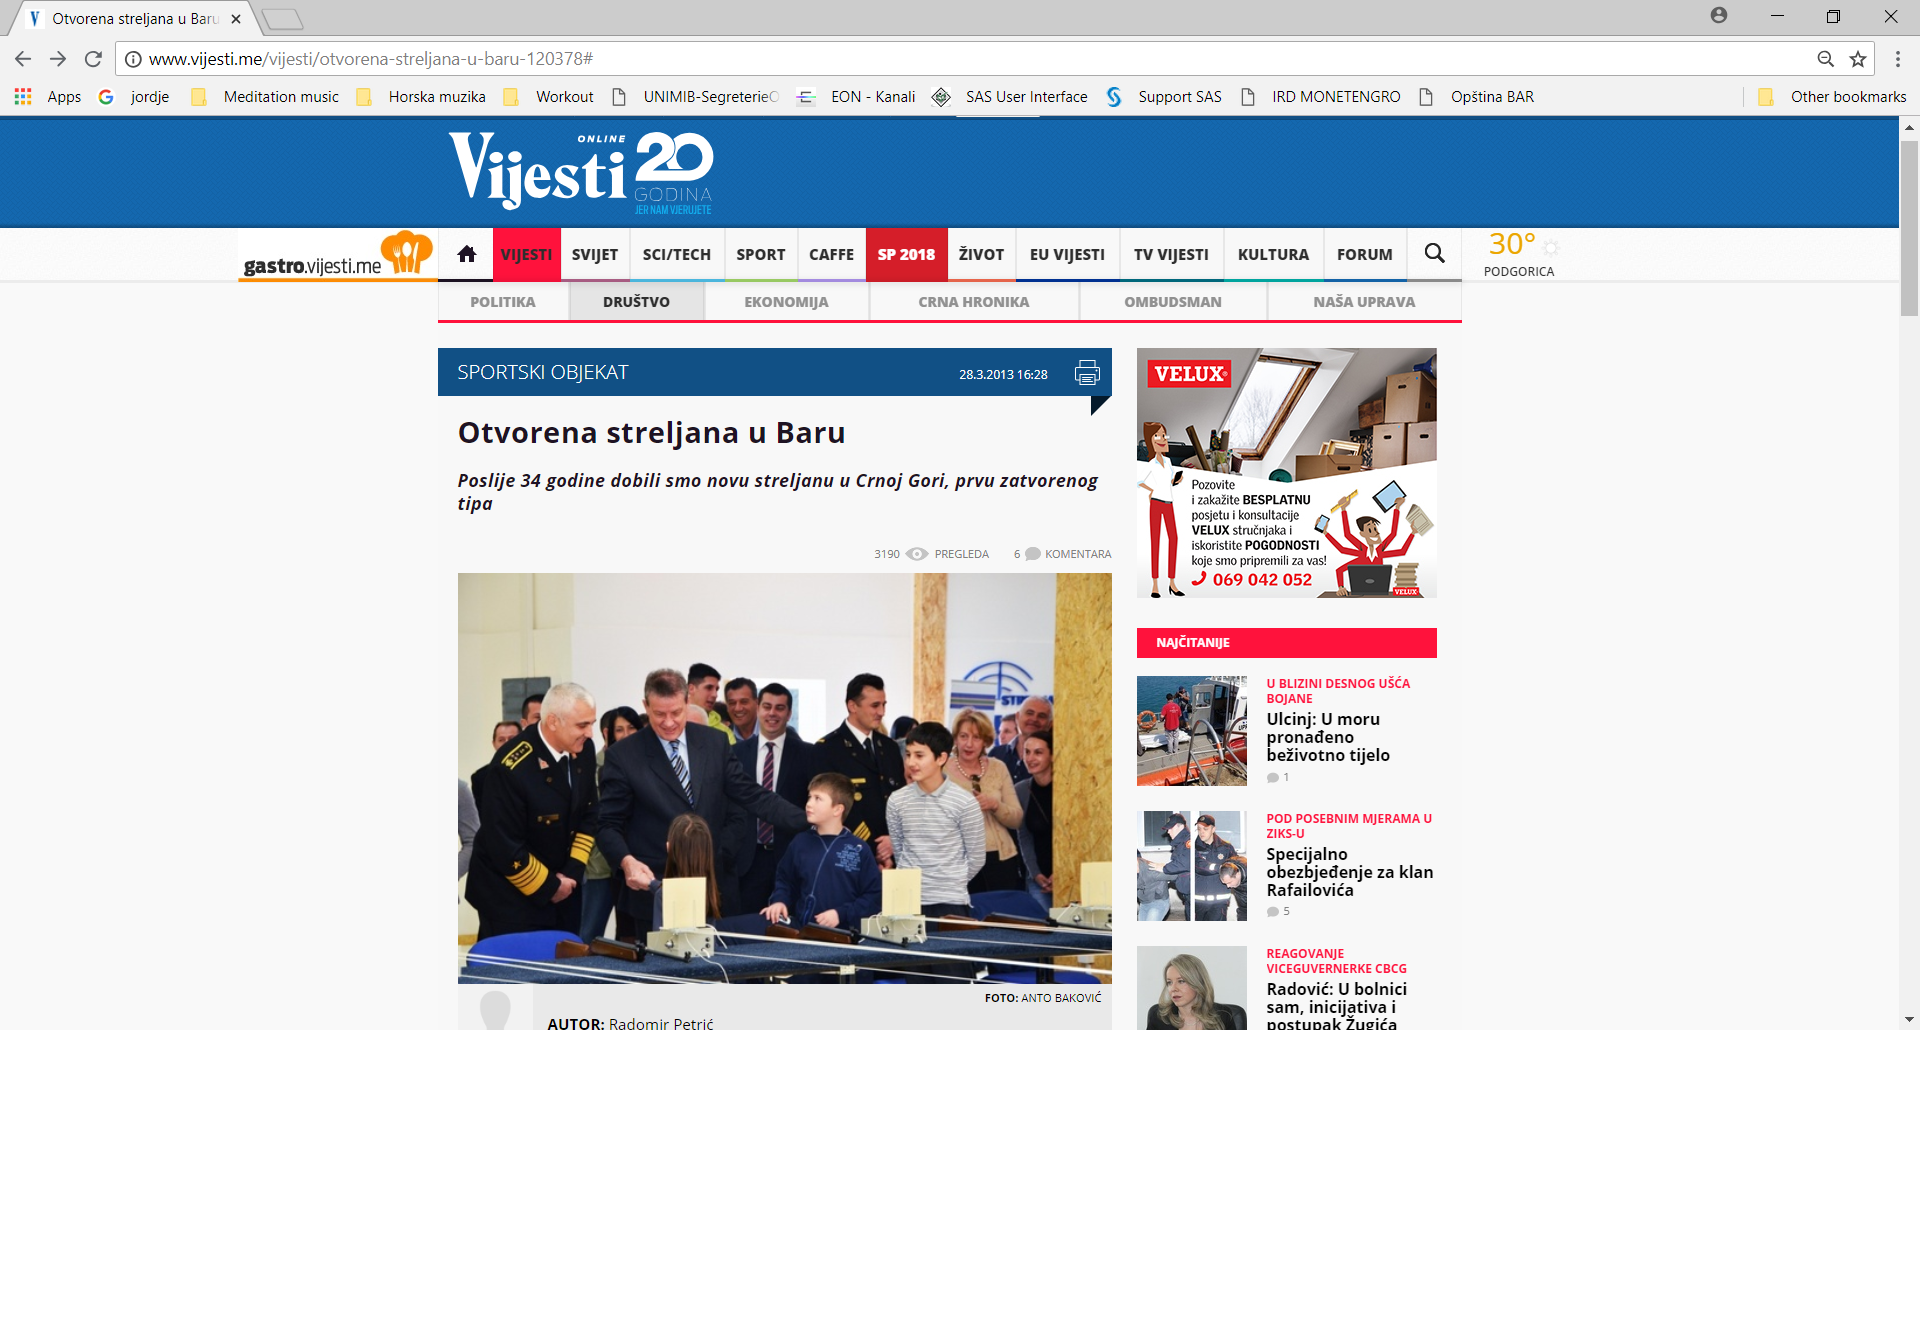 Otvorena streljana u Baru
www.vijesti.me/vijesti/otvorena-streljana-u-baru-120378#
Apps jordje Meditation music Horska muzika Workout UNIMIB-SegreterieO EON - Kanali SAS User Interface Support SAS IRD MONETENGRO Opština BAR Other bookmarks
ONLINE
Vijesti 20
GODINA
JER NAM VJERUJETE
gastro.vijesti.me
VIJESTI SVIJET SCI/TECH SPORT CAFFE SP 2018 ŽIVOT EU VIJESTI TV VIJESTI KULTURA FORUM
30°
PODGORICA
POLITIKA DRUŠTVO EKONOMIJA CRNA HRONIKA OMBUDSMAN NAŠA UPRAVA
SPORTSKI OBJEKAT 28.3.2013 16:28
Otvorena streljana u Baru
Poslije 34 godine dobili smo novu streljanu u Crnoj Gori, prvu zatvorenog
tipa
3190 PREGLEDA 6 KOMENTARA
FOTO: ANTO BAKOVIĆ
AUTOR: Radomir Petrić
VELUX
Pozovite
i zakažite BESPLATNU
posjetu i konsultacije
VELUX stručnjaka i
iskoristite POGODNOSTI
koje smo pripremili za vas!
069 042 052
VELUX
NAJČITANIJE
U BLIZINI DESNOG UŠĆA
BOJANE
Ulcinj: U moru
pronađeno
beživotno tijelo
1
POD POSEBNIM MJERAMA U
ZIKS-U
Specijalno
obezbjeđenje za klan
Rafailovića
5
REAGOVANJE
VICEGUVERNERKE CBCG
Radović: U bolnici
sam, inicijativa i
postupak Žugića